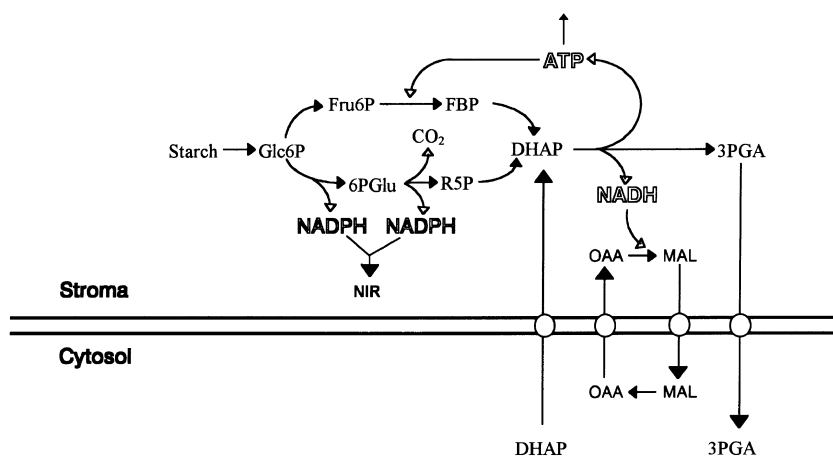 ATP
Fru6P FBP
CO2
Starch Glc6P DHAP 3PGA
6PGlu R5P
NADH
NADPH NADPH
OAA MAL
Stroma NIR
Cytosol
OAA MAL
DHAP 3PGA